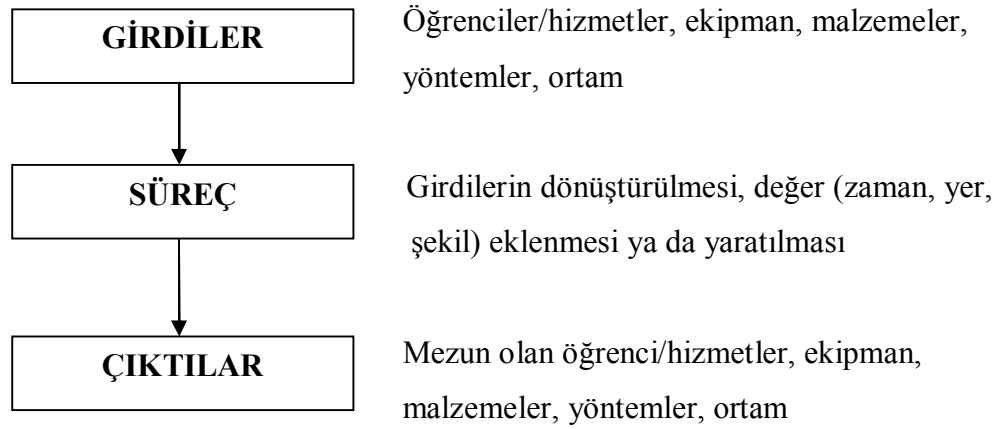 GİRDİLER
Öğrenciler/hizmetler, ekipman, malzemeler,
yöntemler, ortam
SÜREÇ
Girdilerin dönüştürülmesi, değer (zaman, yer,
şekil) eklenmesi ya da yaratılması
ÇIKTILAR
Mezun olan öğrenci/hizmetler, ekipman,
malzemeler, yöntemler, ortam